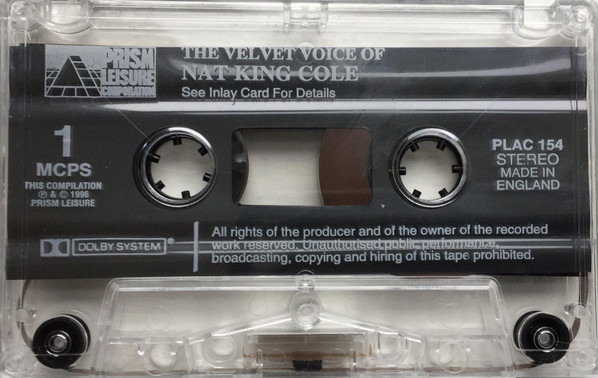 PRISM
LEISURE
CORPORATION
THE VELVET VOICE OF
NAT KING COLE
See Inlay Card For Details
1
MCPS
THIS COMPILATION
℗ & © 1996
PRISM LEISURE
PLAC 154
STEREO
MADE IN
ENGLAND
DOLBY SYSTEM
All rights of the producer and of the owner of the recorded
work reserved. Unauthorised public performance,
broadcasting, copying and hiring of this tape prohibited.